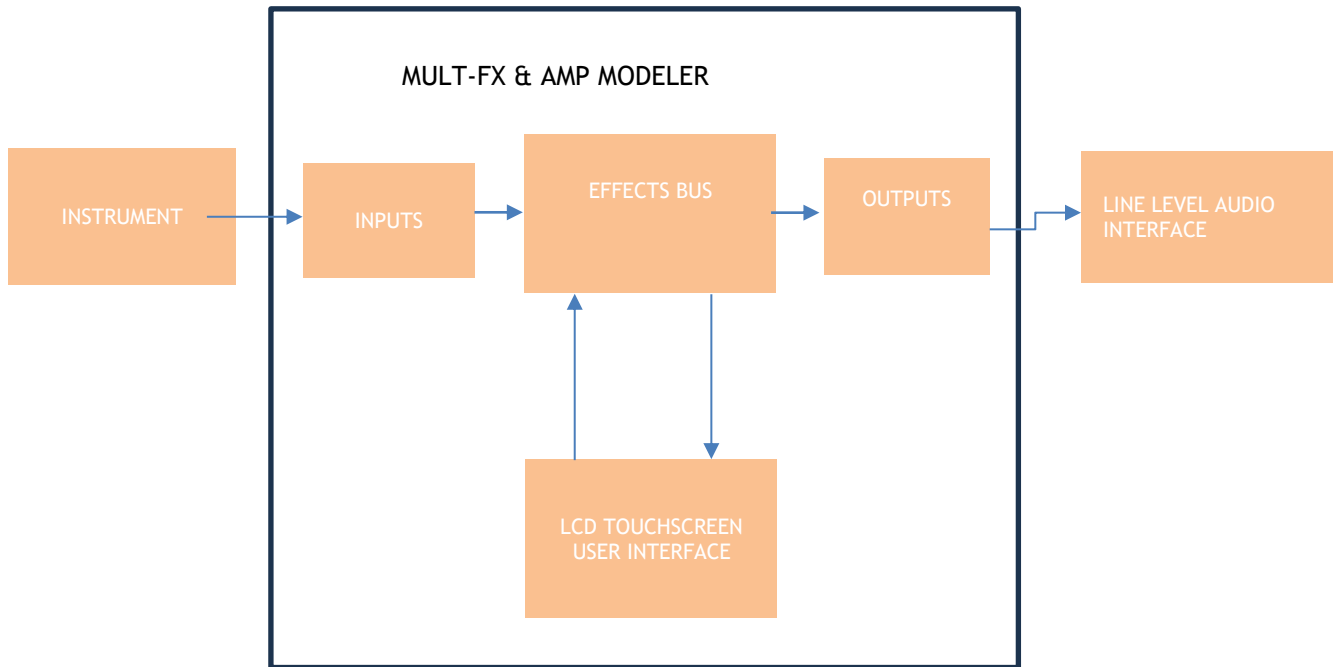 MULT-FX & AMP MODELER
INSTRUMENT
INPUTS
EFFECTS BUS
OUTPUTS
LINE LEVEL AUDIO
INTERFACE
LCD TOUCHSCREEN
USER INTERFACE